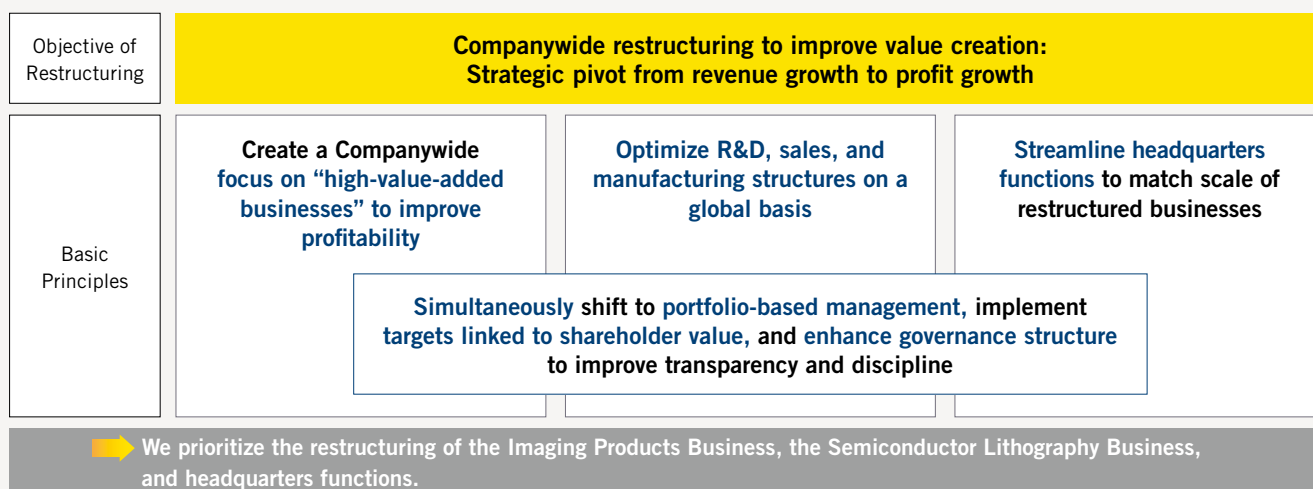 Objective of
Restructuring
Companywide restructuring to improve value creation:
Strategic pivot from revenue growth to profit growth
Basic
Principles
Create a Companywide
focus on “high-value-added
businesses” to improve
profitability
Optimize R&D, sales, and
manufacturing structures on a
global basis
Streamline headquarters
functions to match scale of
restructured businesses
Simultaneously shift to portfolio-based management, implement
targets linked to shareholder value, and enhance governance structure
to improve transparency and discipline
We prioritize the restructuring of the Imaging Products Business, the Semiconductor Lithography Business,
and headquarters functions.